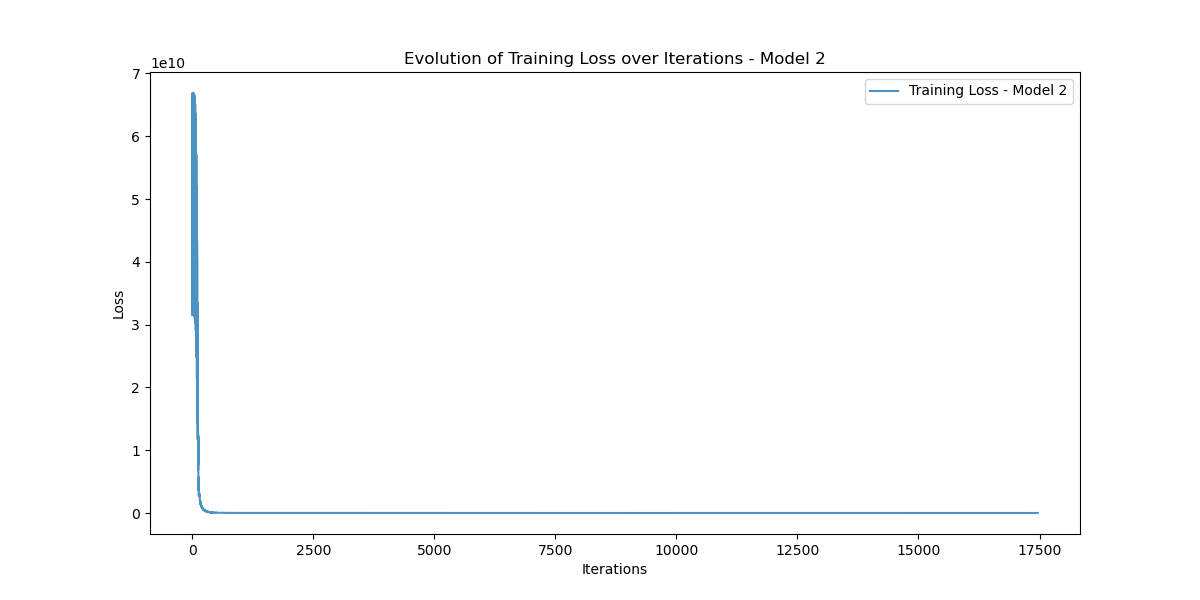 Evolution of Training Loss over Iterations - Model 2
1e10
Training Loss - Model 2
7
6
5
4
3
2
1
0
Loss
0 2500 5000 7500 10000 12500 15000 17500
Iterations